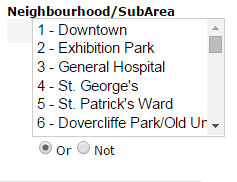 Neighbourhood/SubArea
1 - Downtown
2 - Exhibition Park
3 - General Hospital
4 - St. George's
5 - St. Patrick's Ward
6 - Dovercliffe Park/Old Un
Or Not